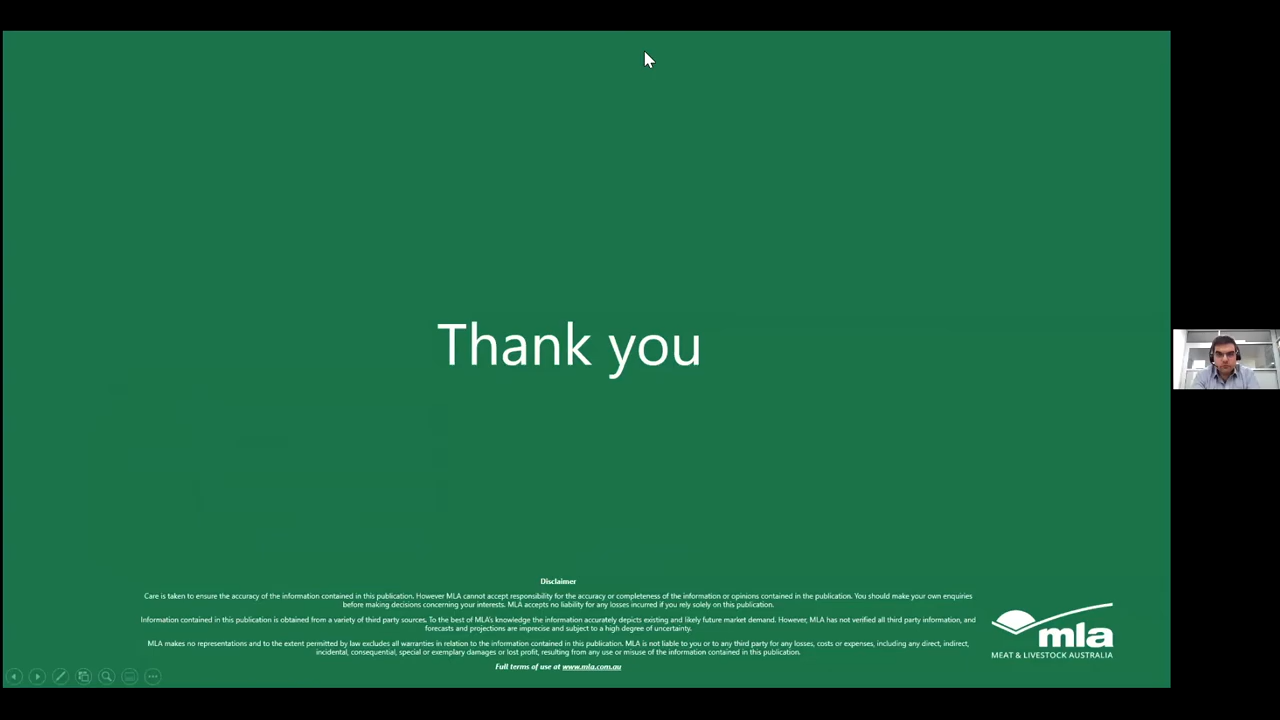 Thank you
Disclaimer
Care is taken to ensure the accuracy of the information contained in this publication. However MLA cannot accept responsibility for the accuracy or completeness of the information or opinions contained in the publication. You should make your own enquiries
before making decisions concerning your interests. MLA accepts no liability for any losses incurred if you rely solely on this publication.
Information contained in this publication is obtained from a variety of third party sources. To the best of MLA's knowledge the information accurately depicts existing and likely future market demand. However, MLA has not verified all third party information, and
forecasts and projections are imprecise and subject to a high degree of uncertainty.
MLA makes no representations and to the extent permitted by law excludes all warranties in relation to the information contained in this publication. MLA is not liable to you or to any third party for any losses, costs or expenses, including any direct, indirect,
incidental, consequential, special or exemplary damages or lost profit, resulting from any use or misuse of the information contained in this publication.
Full terms of use at www.mla.com.au
mla
MEAT & LIVESTOCK AUSTRALIA